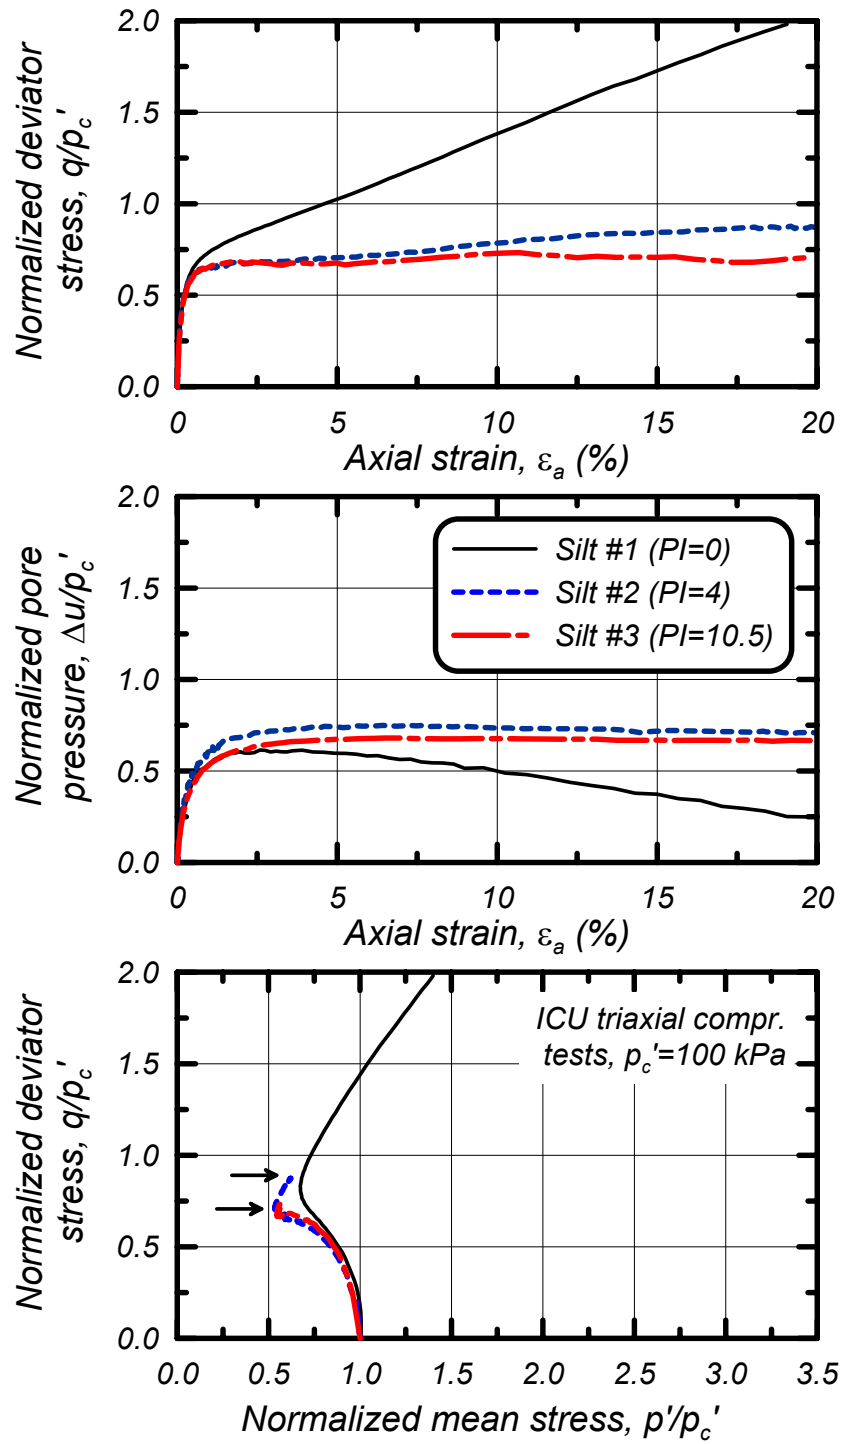 Normalized deviator
stress, q/pc'
2.0
1.5
1.0
0.5
0.0
0 5 10 15 20
Axial strain, εa (%)
Normalized pore
pressure, Δu/pc'
2.0
1.5
1.0
0.5
0.0
Silt #1 (PI=0)
Silt #2 (PI=4)
Silt #3 (PI=10.5)
0 5 10 15 20
Axial strain, εa (%)
Normalized deviator
stress, q/pc'
2.0
1.5
1.0
0.5
0.0
ICU triaxial compr.
tests, pc'=100 kPa
0.0 0.5 1.0 1.5 2.0 2.5 3.0 3.5
Normalized mean stress, p'/pc'